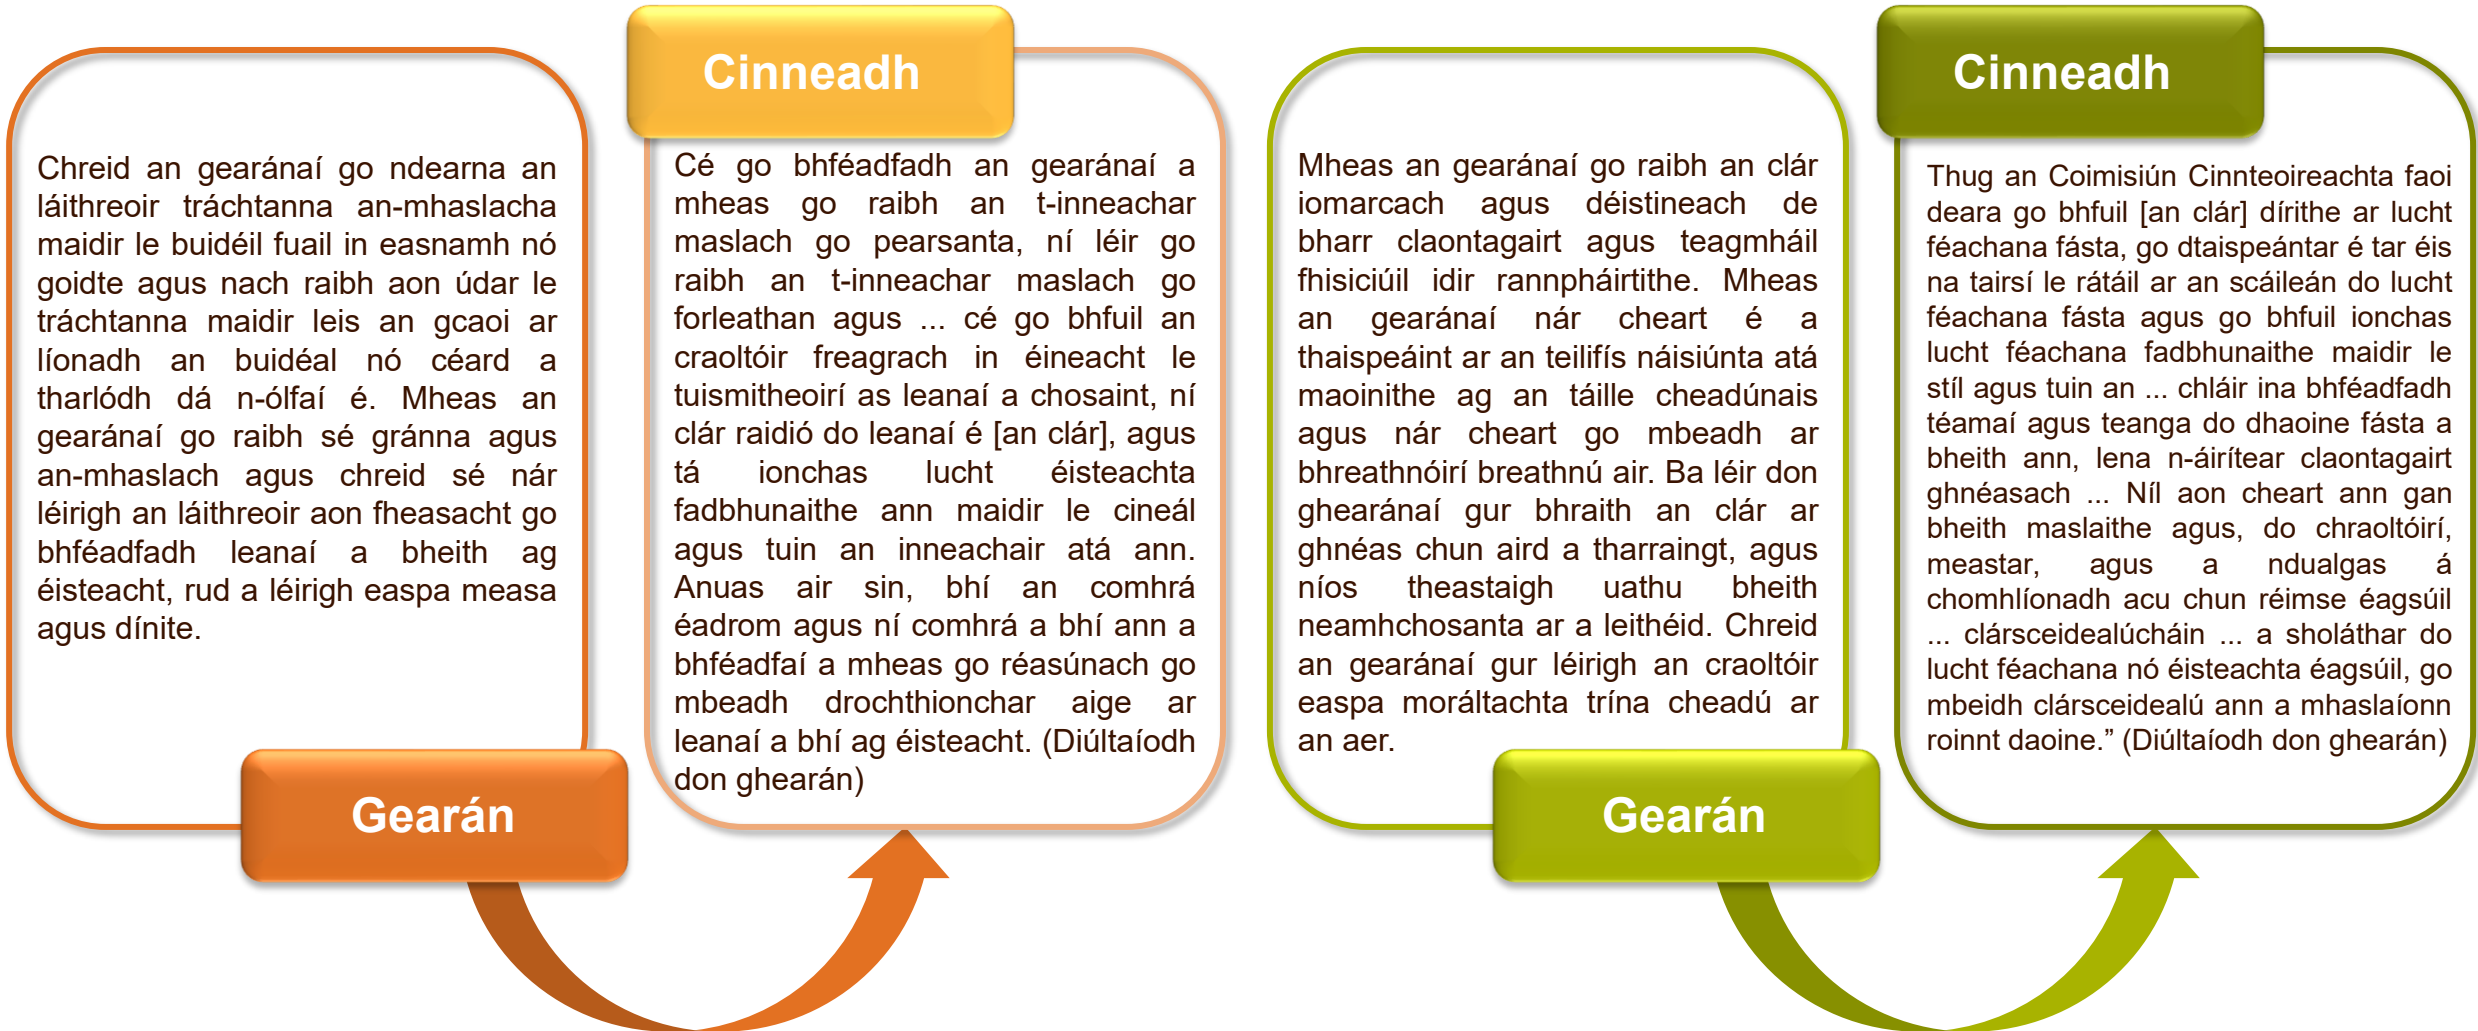 Chreid an gearánaí go ndearna an
láithreoir tráchtanna an-mhaslacha
maidir le buidéil fuail in easnamh nó
goidte agus nach raibh aon údar le
tráchtanna maidir leis an gcaoi ar
líonadh an buidéal nó céard a
tharlódh dá n-ólfaí é. Mheas an
gearánaí go raibh sé gránna agus
an-mhaslach agus chreid sé nár
léirigh an láithreoir aon fheasacht go
bhféadfadh leanaí a bheith ag
éisteacht, rud a léirigh easpa measa
agus dínite.
Gearán
Cinneadh
Cé go bhféadfadh an gearánaí a
mheas go raibh an t-inneachar
maslach go pearsanta, ní léir go
raibh an t-inneachar maslach go
forleathan agus ... cé go bhfuil an
craoltóir freagrach in éineacht le
tuismitheoirí as leanaí a chosaint, ní
clár raidió do leanaí é [an clár], agus
tá ionchas lucht éisteachta
fadbhunaithe ann maidir le cineál
agus tuin an inneachair atá ann.
Anuas air sin, bhí an comhrá
éadrom agus ní comhrá a bhí ann a
bhféadfaí a mheas go réasúnach go
mbeadh drochthionchar aige ar
leanaí a bhí ag éisteacht. (Diúltaíodh
don ghearán)
Mheas an gearánaí go raibh an clár
iomarcach agus déistineach de
bharr claontagairt agus teagmháil
fhisiciúil idir rannpháirtithe. Mheas
an gearánaí nár cheart é a
thaispeáint ar an teilifís náisiúnta atá
maoinithe ag an táille cheadúnais
agus nár cheart go mbeadh ar
bhreathnóirí breathnú air. Ba léir don
ghearánaí gur bhraith an clár ar
ghnéas chun aird a tharraingt, agus
níos theastaigh uathu bheith
neamhchosanta ar a leithéid. Chreid
an gearánaí gur léirigh an craoltóir
easpa moráltachta trína cheadú ar
an aer.
Gearán
Cinneadh
Thug an Coimisiún Cinnteoireachta faoi
deara go bhfuil [an clár] dírithe ar lucht
féachana fásta, go dtaispeántar é tar éis
na tairsí le rátáil ar an scáileán do lucht
féachana fásta agus go bhfuil ionchas
lucht féachana fadbhunaithe maidir le
stíl agus tuin an ... chláir ina bhféadfadh
téamaí agus teanga do dhaoine fásta a
bheith ann, lena n-áirítear claontagairt
ghnéasach ... Níl aon cheart ann gan
bheith maslaithe agus, do chraoltóirí,
meastar, agus a ndualgas á
chomhlíonadh acu chun réimse éagsúil
... clársceidealúcháin ... a sholáthar do
lucht féachana nó éisteachta éagsúil, go
mbeidh clársceidealú ann a mhaslaíonn
roinnt daoine.” (Diúltaíodh don ghearán)